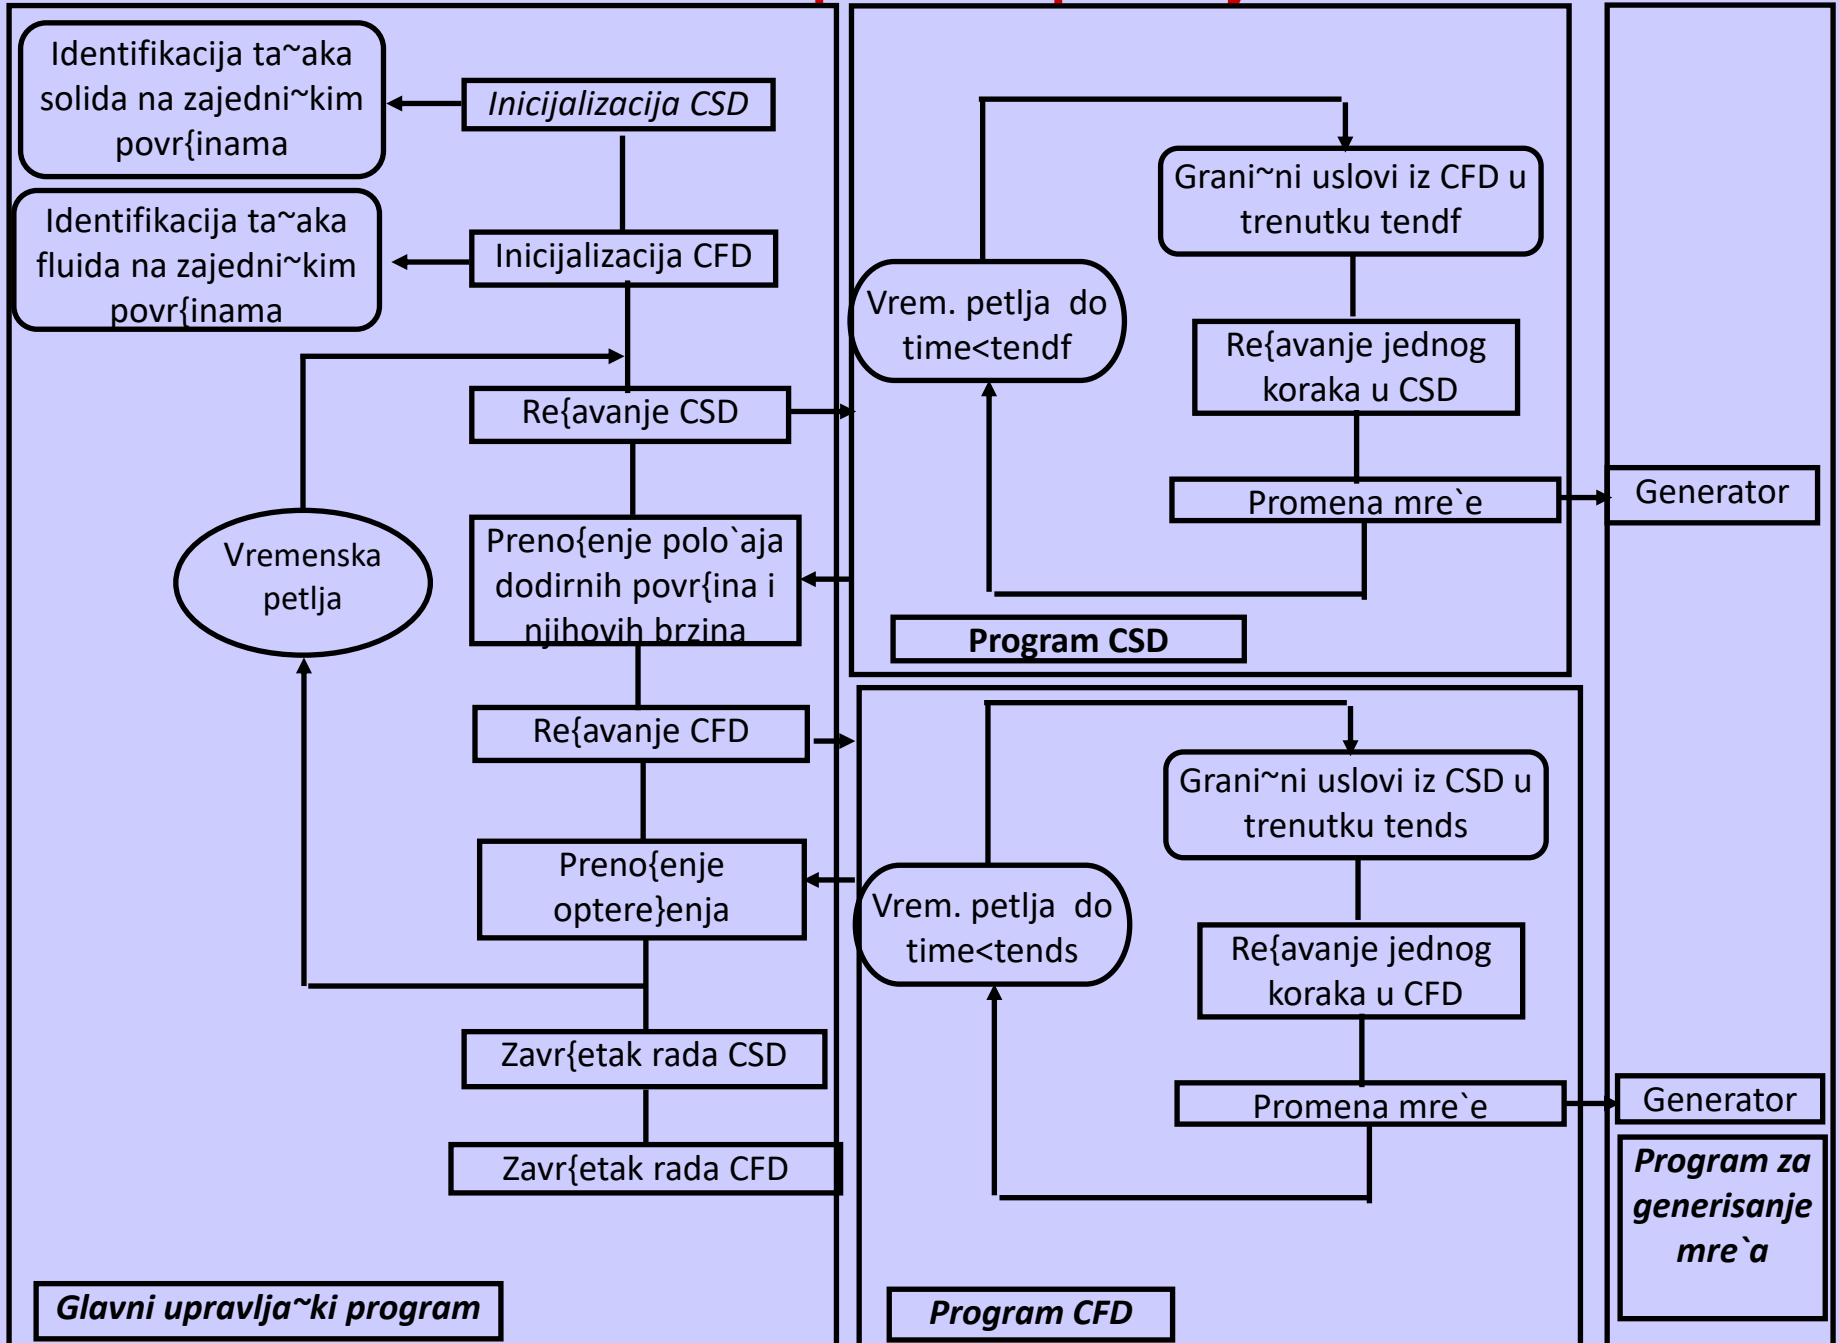 Identifikacija ta~aka
solida na zajedni~kim
povr{inama
Inicijalizacija CSD
Identifikacija ta~aka
fluida na zajedni~kim
povr{inama
Inicijalizacija CFD
Re{avanje CSD
Vremenska
petlja
Preno{enje polo`aja
dodirnih povr{ina i
njihovih brzina
Re{avanje CFD
Preno{enje
optere}enja
Zavr{etak rada CSD
Zavr{etak rada CFD
Glavni upravlja~ki program
Grani~ni uslovi iz CFD u
trenutku tendf
Vrem. petlja do
time<tendf
Re{avanje jednog
koraka u CSD
Promena mre`e
Program CSD
Grani~ni uslovi iz CSD u
trenutku tends
Vrem. petlja do
time<tends
Re{avanje jednog
koraka u CFD
Promena mre`e
Program CFD
Generator
Generator
Program za
generisanje
mre`a